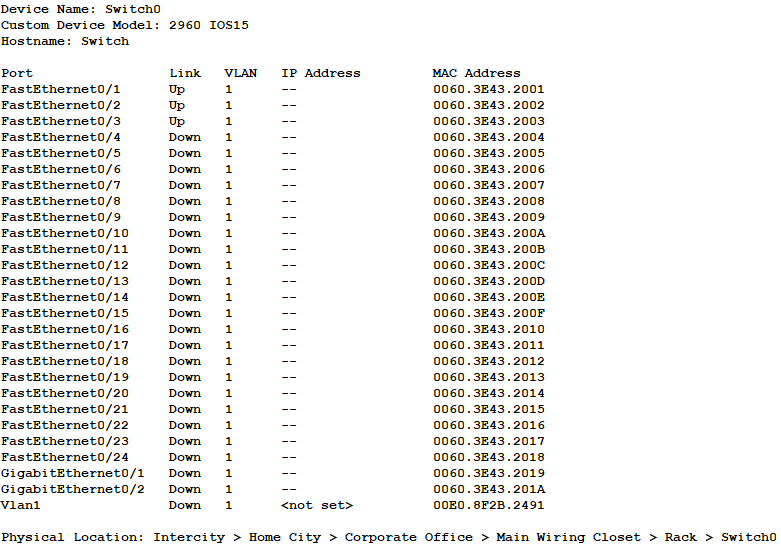 Device Name: Switch0
Custom Device Model: 2960 IOS15
Hostname: Switch

Port Link VLAN IP Address MAC Address
FastEthernet0/1 Up 1 -- 0060.3E43.2001
FastEthernet0/2 Up 1 -- 0060.3E43.2002
FastEthernet0/3 Up 1 -- 0060.3E43.2003
FastEthernet0/4 Down 1 -- 0060.3E43.2004
FastEthernet0/5 Down 1 -- 0060.3E43.2005
FastEthernet0/6 Down 1 -- 0060.3E43.2006
FastEthernet0/7 Down 1 -- 0060.3E43.2007
FastEthernet0/8 Down 1 -- 0060.3E43.2008
FastEthernet0/9 Down 1 -- 0060.3E43.2009
FastEthernet0/10 Down 1 -- 0060.3E43.200A
FastEthernet0/11 Down 1 -- 0060.3E43.200B
FastEthernet0/12 Down 1 -- 0060.3E43.200C
FastEthernet0/13 Down 1 -- 0060.3E43.200D
FastEthernet0/14 Down 1 -- 0060.3E43.200E
FastEthernet0/15 Down 1 -- 0060.3E43.200F
FastEthernet0/16 Down 1 -- 0060.3E43.2010
FastEthernet0/17 Down 1 -- 0060.3E43.2011
FastEthernet0/18 Down 1 -- 0060.3E43.2012
FastEthernet0/19 Down 1 -- 0060.3E43.2013
FastEthernet0/20 Down 1 -- 0060.3E43.2014
FastEthernet0/21 Down 1 -- 0060.3E43.2015
FastEthernet0/22 Down 1 -- 0060.3E43.2016
FastEthernet0/23 Down 1 -- 0060.3E43.2017
FastEthernet0/24 Down 1 -- 0060.3E43.2018
GigabitEthernet0/1 Down 1 -- 0060.3E43.2019
GigabitEthernet0/2 Down 1 -- 0060.3E43.201A
Vlan1 Down 1 <not set> 00E0.8F2B.2491

Physical Location: Intercity > Home City > Corporate Office > Main Wiring Closet > Rack > Switch0